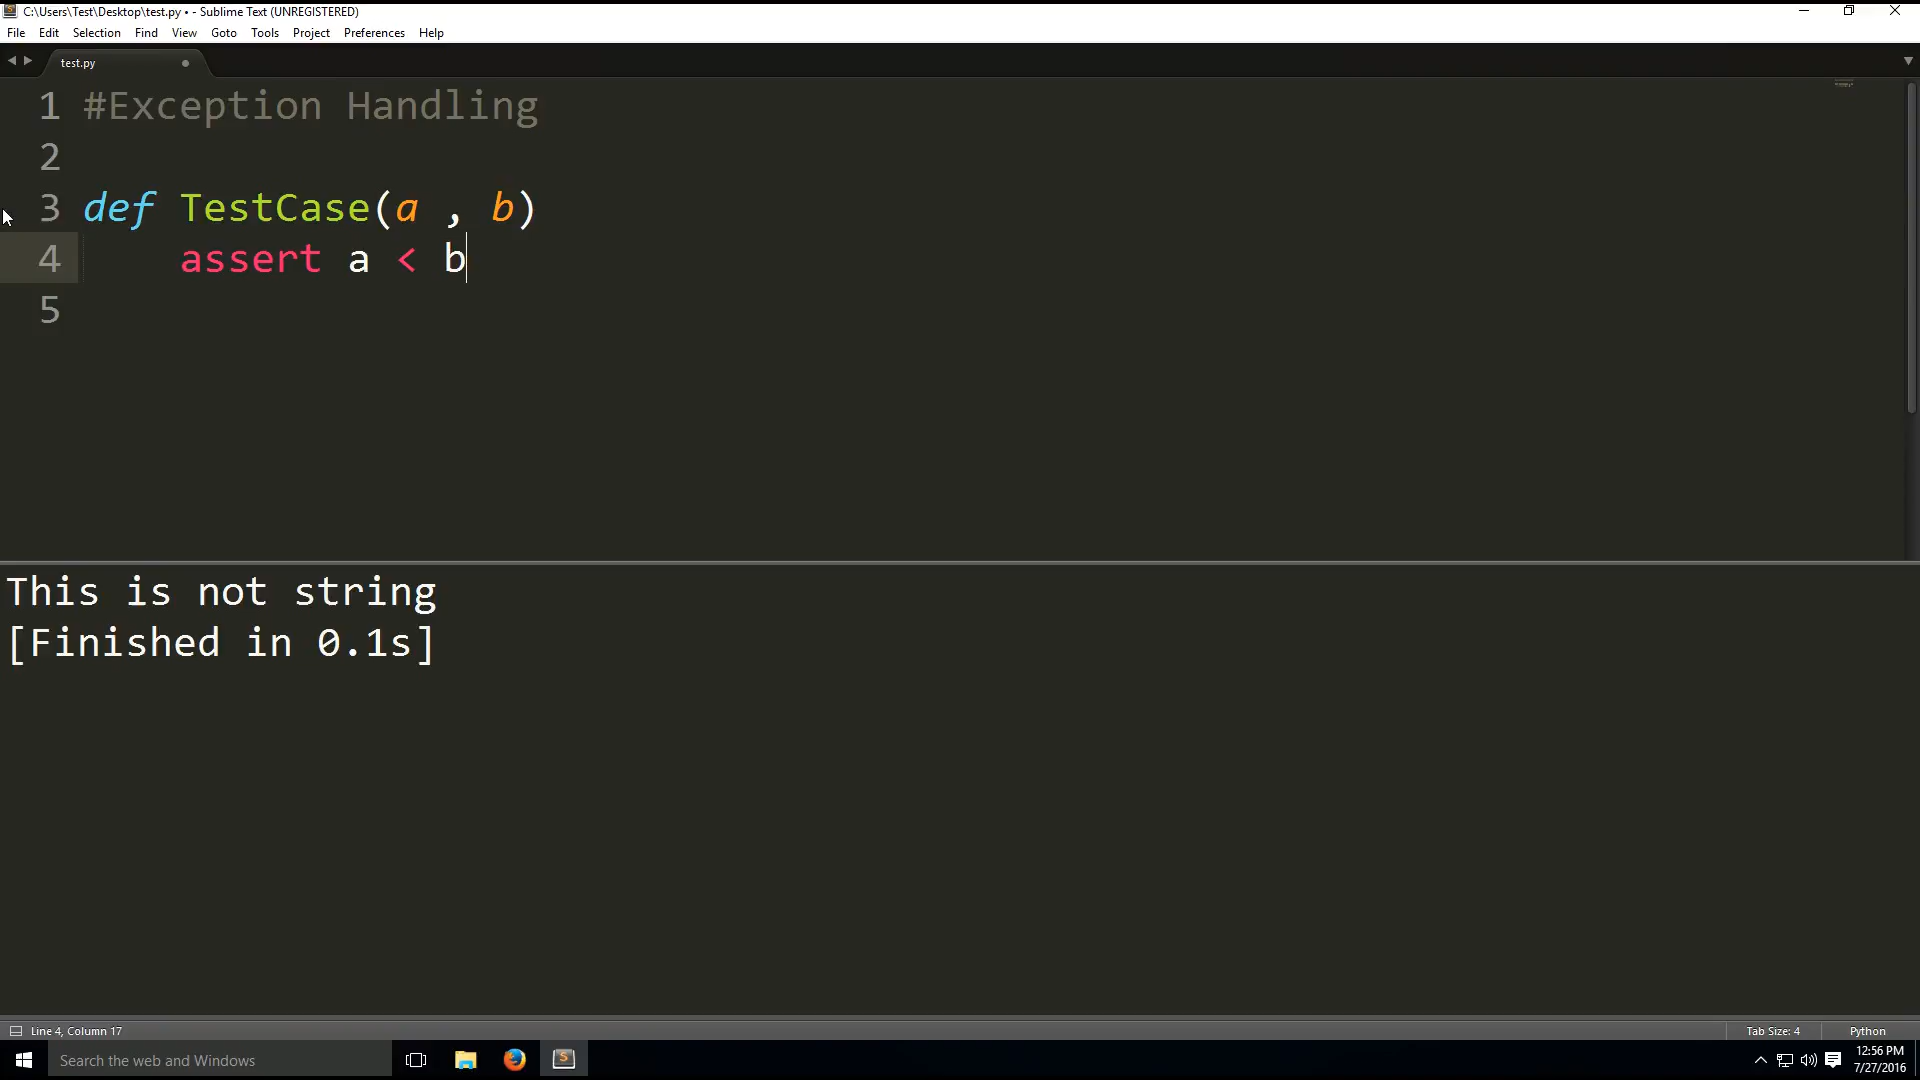 C:\Users\Test\Desktop\test.py • - Sublime Text (UNREGISTERED)
File Edit Selection Find View Goto Tools Project Preferences Help
test.py
1 #Exception Handling
2
3 def TestCase(a , b)
4 assert a < b
5
This is not string
[Finished in 0.1s]
Line 4, Column 17 Tab Size: 4 Python
Search the web and Windows
12:56 PM
7/27/2016